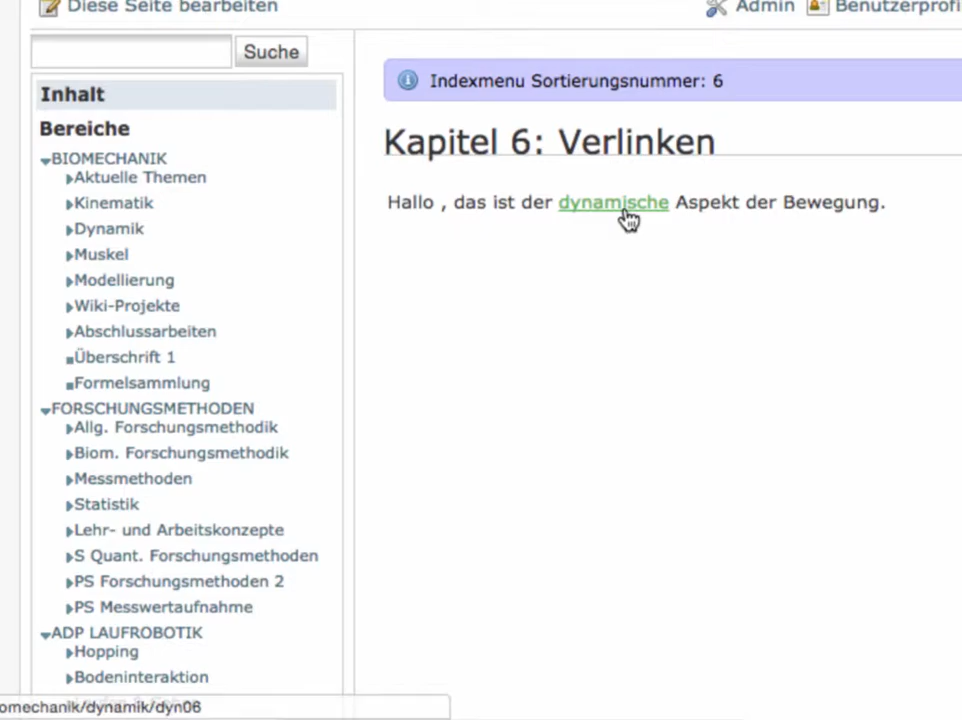 Diese Seite bearbeiten
Admin
Benutzerprofi
Suche
Inhalt
Bereiche
BIOMECHANIK
Aktuelle Themen
Kinematik
Dynamik
Muskel
Modellierung
Wiki-Projekte
Abschlussarbeiten
Überschrift 1
Formelsammlung
FORSCHUNGSMETHODEN
Allg. Forschungsmethodik
Biom. Forschungsmethodik
Messmethoden
Statistik
Lehr- und Arbeitskonzepte
S Quant. Forschungsmethoden
PS Forschungsmethoden 2
PS Messwertaufnahme
ADP LAUFROBOTIK
Hopping
Bodeninteraktion
omechanik/dynamik/dyn06
Indexmenu Sortierungsnummer: 6
Kapitel 6: Verlinken
Hallo , das ist der dynamische Aspekt der Bewegung.